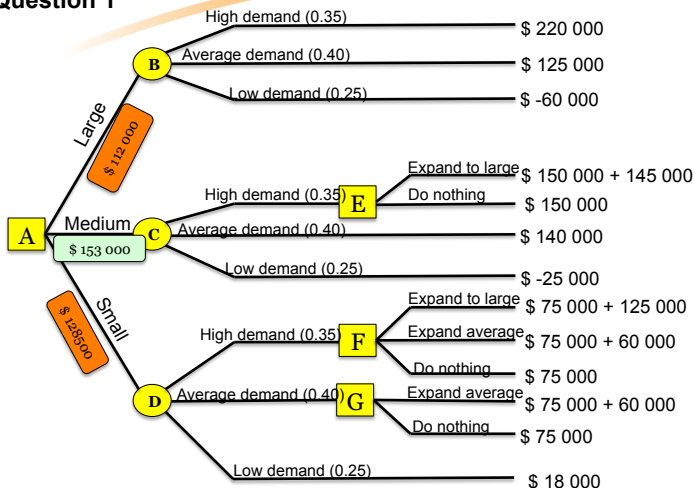 Question 1
High demand (0.35)
$ 220 000
Average demand (0.40)
$ 125 000
B
Low demand (0.25)
$ -60 000
Large
$ 112 000
Expand to large
$ 150 000 + 145 000
High demand (0.35)
E
Do nothing
$ 150 000
A
Medium
C
Average demand (0.40)
$ 140 000
$ 153 000
Low demand (0.25)
$ -25 000
Small
$ 128500
Expand to large
$ 75 000 + 125 000
High demand (0.35)
F
Expand average
$ 75 000 + 60 000
Do nothing
$ 75 000
D
Average demand (0.40)
G
Expand average
$ 75 000 + 60 000
Do nothing
$ 75 000
Low demand (0.25)
$ 18 000